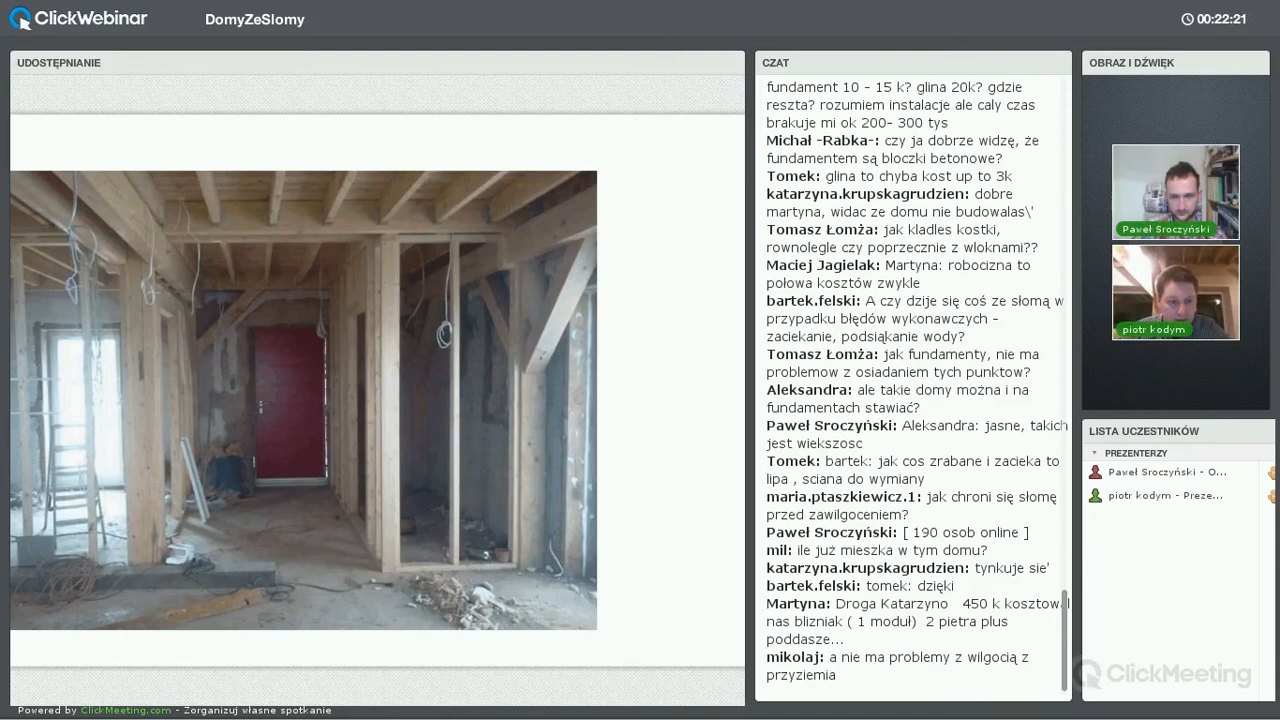 ClickWebinar
DomyZeSlomy
00:22:21
UDOSTĘPNIANIE
CZAT
fundament 10 - 15 k? glina 20k? gdzie
reszta? rozumiem instalacje ale caly czas
brakuje mi ok 200- 300 tys
Michał -Rabka-: czy ja dobrze widzę, że
fundamentem są bloczki betonowe?
Tomek: glina to chyba kost up to 3k
katarzyna.krupskagrudzien: dobre
martyna, widac ze domu nie budowalas\'
Tomasz Łomża: jak kladles kostki,
rownolegle czy poprzecznie z wloknami??
Maciej Jagielak: Martyna: robocizna to
połowa kosztów zwykle
bartek.felski: A czy dzije się coś ze słomą w
przypadku błędów wykonawczych -
zaciekanie, podsiąkanie wody?
Tomasz Łomża: jak fundamenty, nie ma
problemow z osiadaniem tych punktow?
Aleksandra: ale takie domy można i na
fundamentach stawiać?
Paweł Sroczyński: Aleksandra: jasne, takich
jest wiekszosc
Tomek: bartek: jak cos zrabane i zacieka to
lipa , sciana do wymiany
maria.ptaszkiewicz.1: jak chroni się słomę
przed zawilgoceniem?
Paweł Sroczyński: [ 190 osob online ]
mil: ile już mieszka w tym domu?
katarzyna.krupskagrudzien: tynkuje sie'
bartek.felski: tomek: dzięki
Martyna: Droga Katarzyno 450 k kosztował
nas blizniak ( 1 moduł) 2 pietra plus
poddasze...
mikolaj: a nie ma problemy z wilgocią z
przyziemia
OBRAZ I DŹWIĘK
Paweł Sroczyński
piotr kodym
LISTA UCZESTNIKÓW
PREZENTERZY
Paweł Sroczyński - O...
piotr kodym - Preze...
ClickMeeting
Powered by ClickMeeting.com - Zorganizuj własne spotkanie